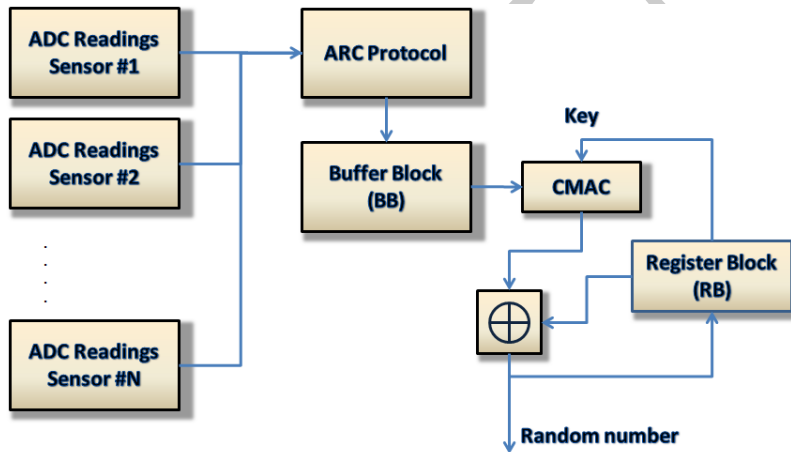 ADC Readings
Sensor #1
ARC Protocol
ADC Readings
Sensor #2
Buffer Block
(BB)
Key
CMAC
Register Block
(RB)
ADC Readings
Sensor #N
Random number